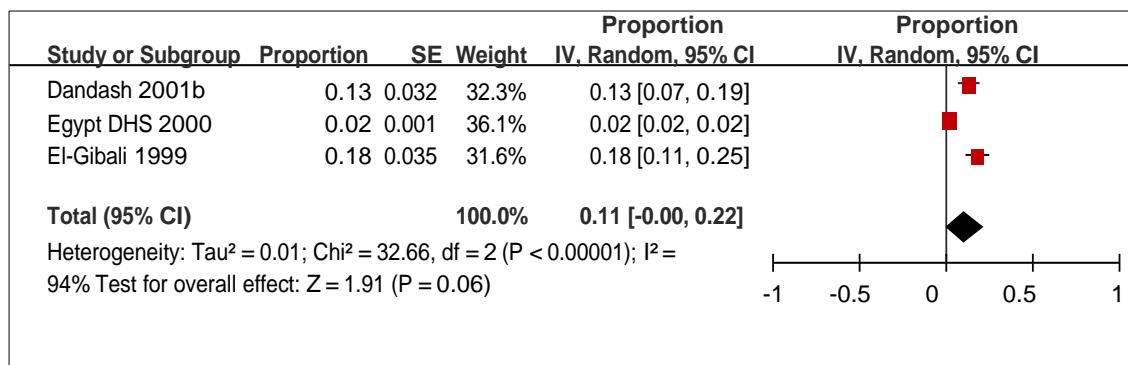 Proportion Proportion
Study or Subgroup Proportion SE Weight IV, Random, 95% CI IV, Random, 95% CI
Dandash 2001b 0.13 0.032 32.3% 0.13 [0.07, 0.19]
Egypt DHS 2000 0.02 0.001 36.1% 0.02 [0.02, 0.02]
El-Gibali 1999 0.18 0.035 31.6% 0.18 [0.11, 0.25]
Total (95% CI) 100.0% 0.11 [-0.00, 0.22]
Heterogeneity: Tau² = 0.01; Chi² = 32.66, df = 2 (P < 0.00001); I² =
94% Test for overall effect: Z = 1.91 (P = 0.06)
-1 -0.5 0 0.5 1